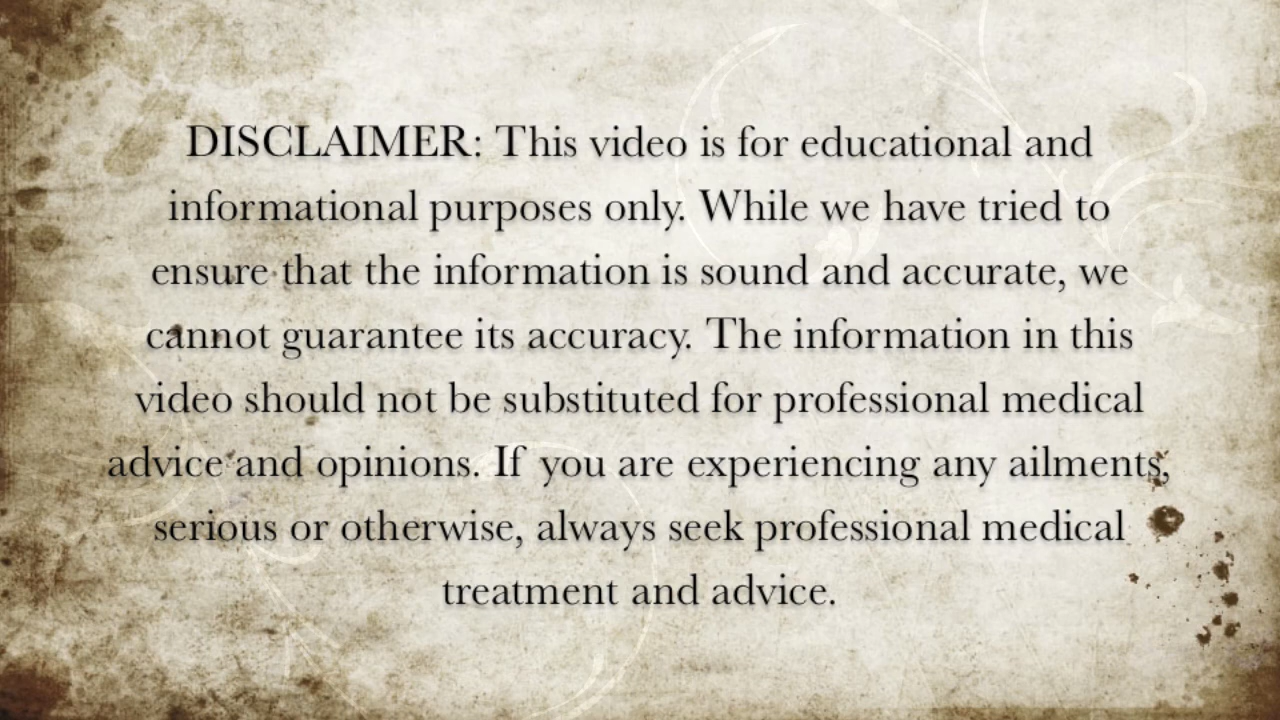 DISCLAIMER: This video is for educational and
informational purposes only. While we have tried to
ensure that the information is sound and accurate, we
cannot guarantee its accuracy. The information in this
video should not be substituted for professional medical
advice and opinions. If you are experiencing any ailments,
serious or otherwise, always seek professional medical
treatment and advice.